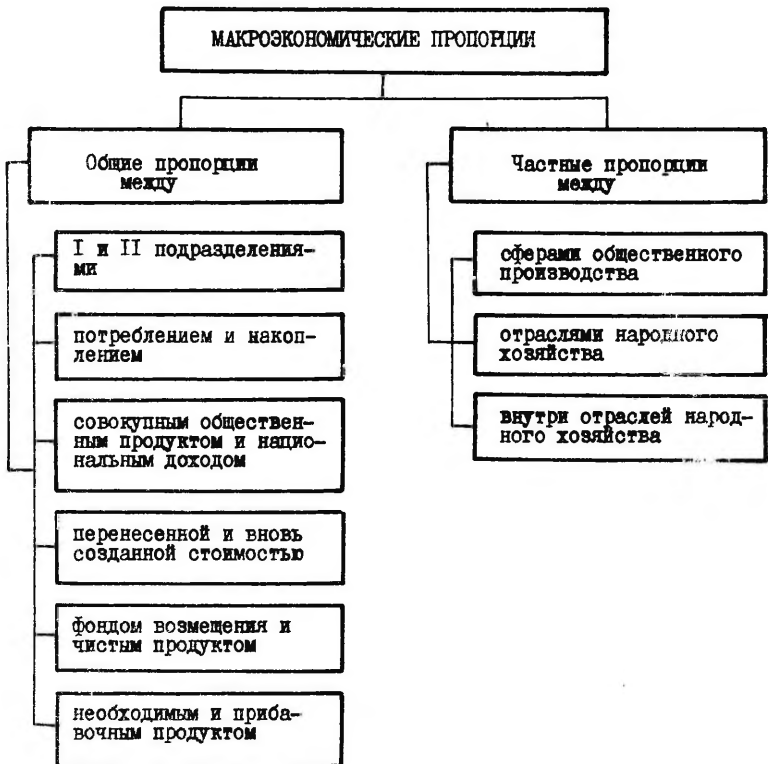 МАКРОЭКОНОМИЧЕСКИЕ ПРОПОРЦИИ
Общие пропорции
между
I и II подразделения-
ми
потреблением и накоп-
лением
совокупным обществен-
ным продуктом и нацио-
нальным доходом
перенесенной и вновь
созданной стоимостью
фондом возмещения и
чистым продуктом
необходимым и приба-
вочным продуктом
Частные пропорции
между
сферами общественного
производства
отраслями народного
хозяйства
внутри отраслей народ-
ного хозяйства